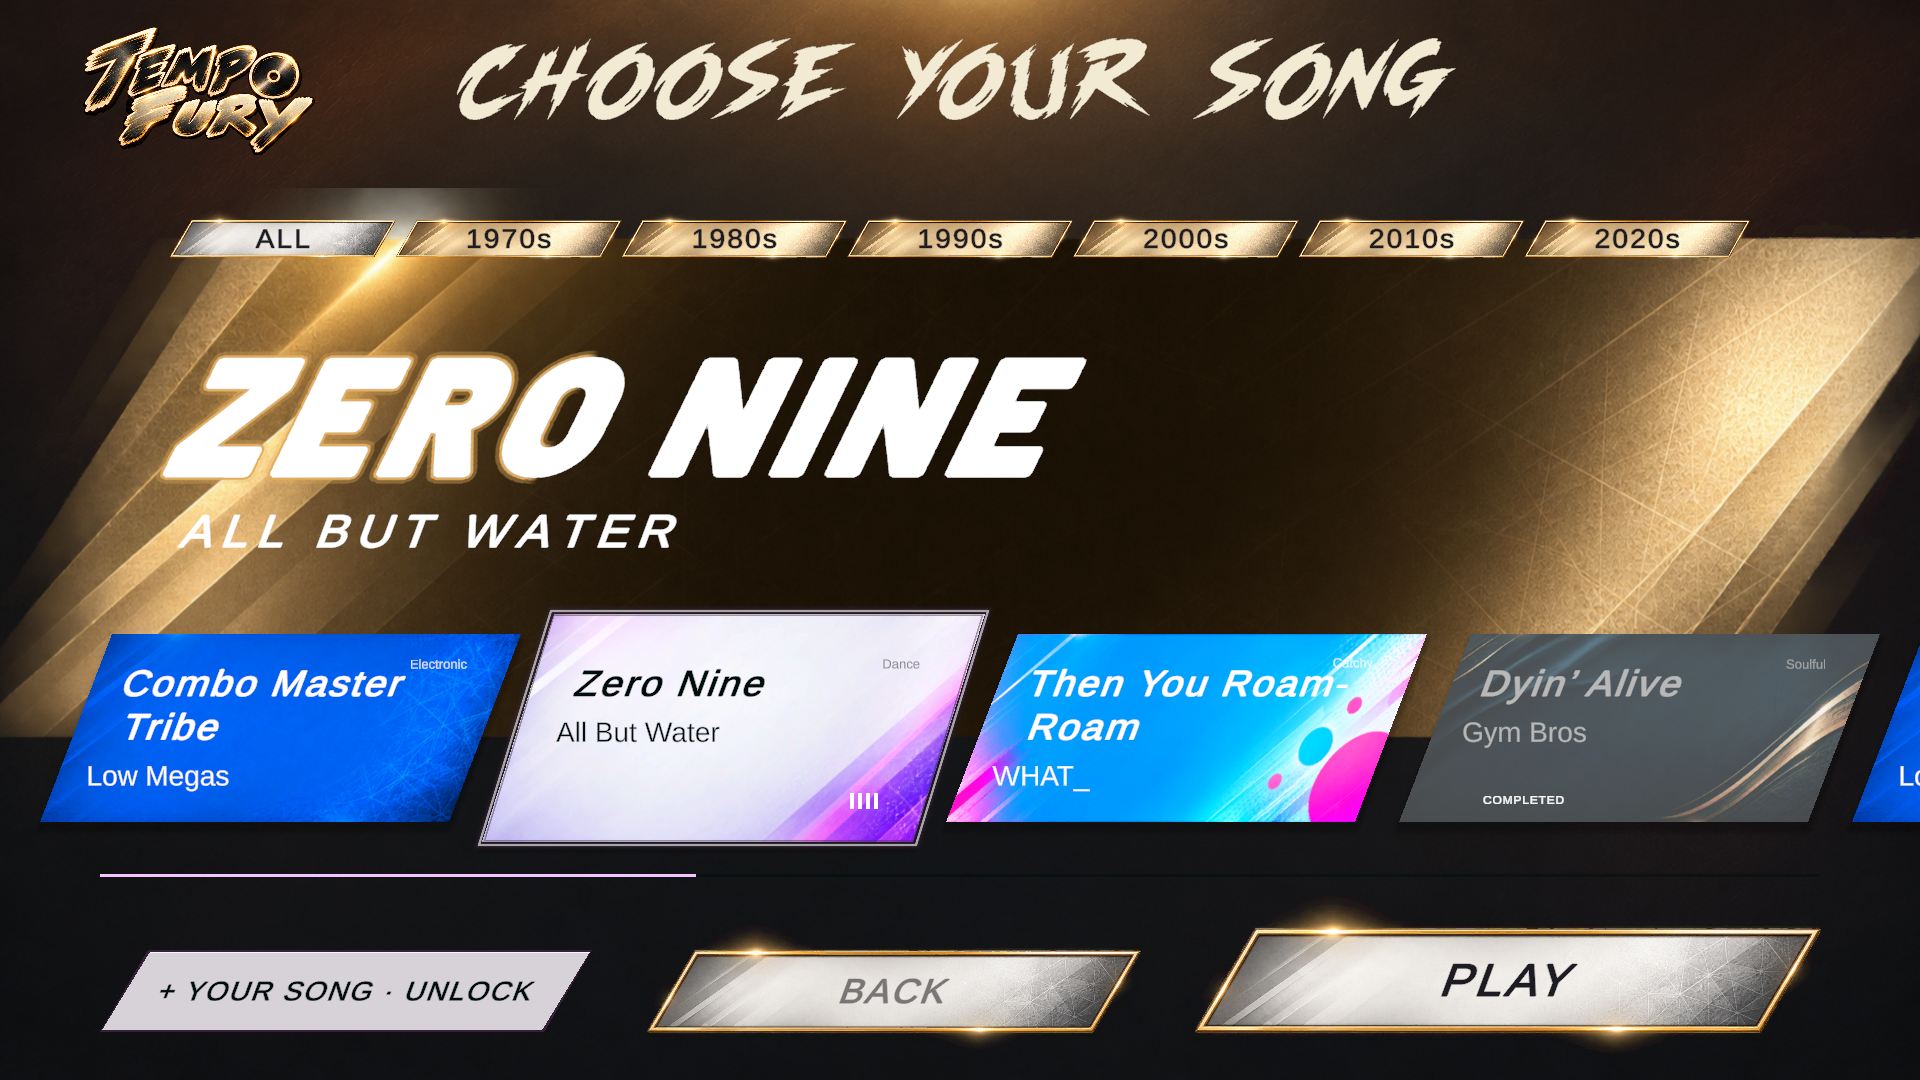 TEMPO
FURY
CHOOSE YOUR SONG
ALL
1970s
1980s
1990s
2000s
2010s
2020s
ZERO NINE
ALL BUT WATER
Electronic
Combo Master
Tribe
Low Megas
Dance
Zero Nine
All But Water
Catchy
Then You Roam-
Roam
WHAT_
Soulful
Dyin’ Alive
Gym Bros
COMPLETED
+ YOUR SONG · UNLOCK
BACK
PLAY